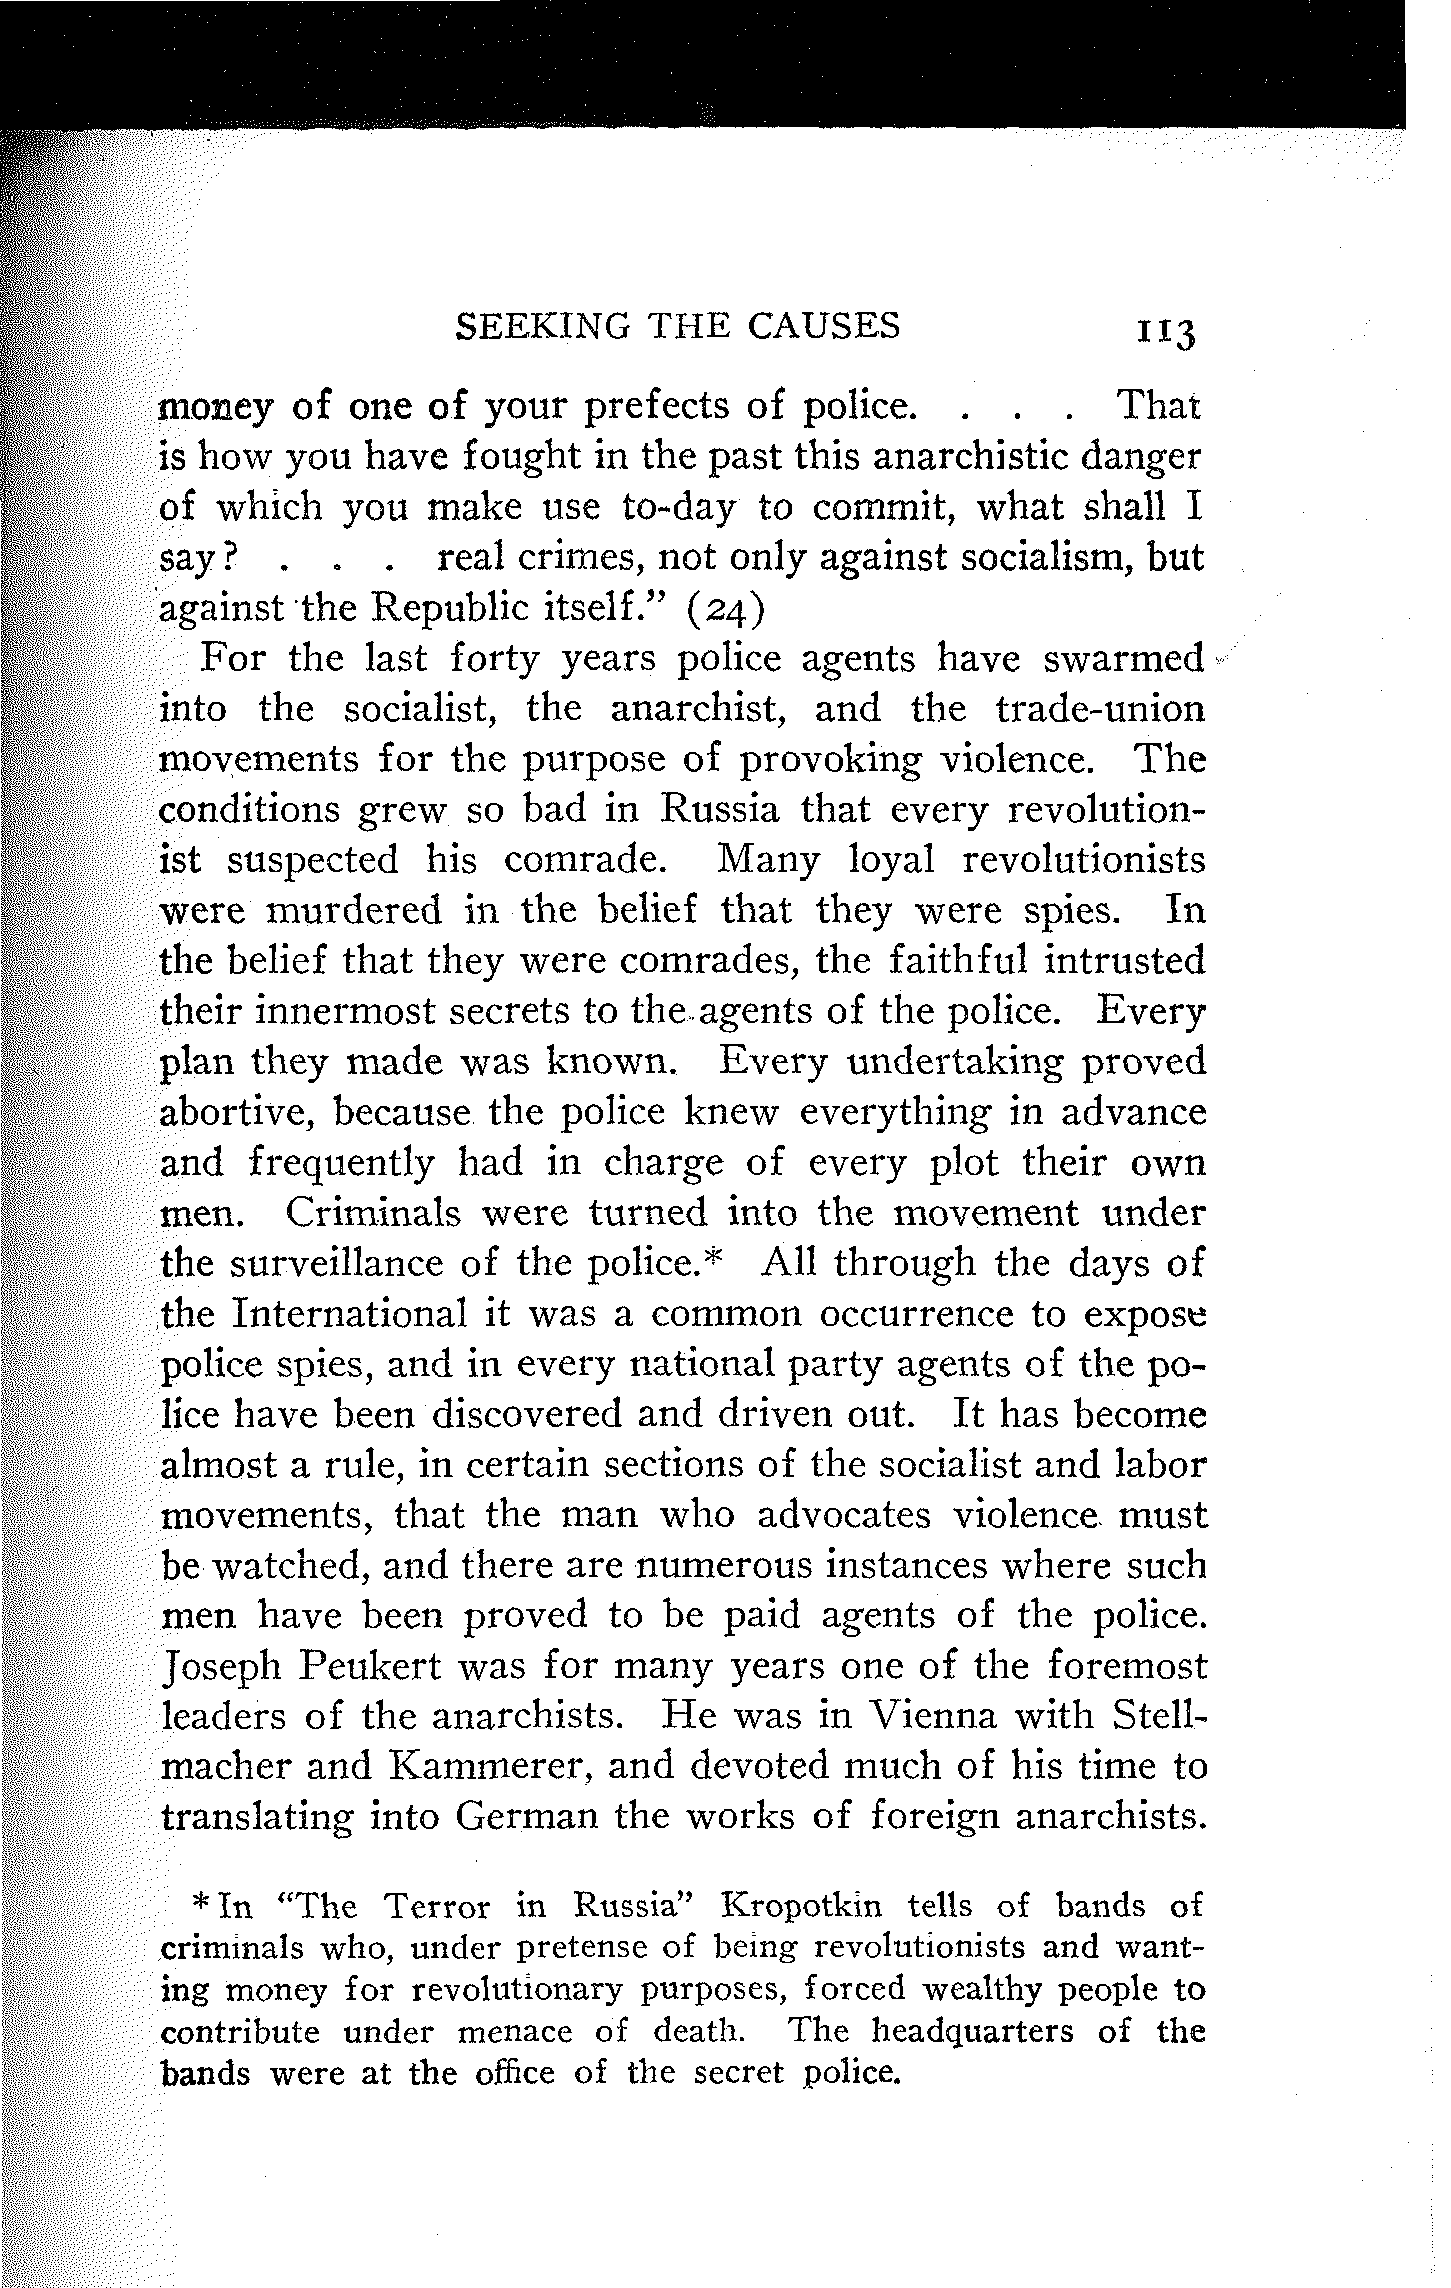 SEEKING THE CAUSES 113
money of one of your prefects of police. . . . That
is how you have fought in the past this anarchistic danger
of which you make use to-day to commit, what shall I
say? . . . real crimes, not only against socialism, but
against the Republic itself.” (24)
For the last forty years police agents have swarmed
into the socialist, the anarchist, and the trade-union
movements for the purpose of provoking violence. The
conditions grew so bad in Russia that every revolution-
ist suspected his comrade. Many loyal revolutionists
were murdered in the belief that they were spies. In
the belief that they were comrades, the faithful intrusted
their innermost secrets to the agents of the police. Every
plan they made was known. Every undertaking proved
abortive, because the police knew everything in advance
and frequently had in charge of every plot their own
men. Criminals were turned into the movement under
the surveillance of the police.* All through the days of
the International it was a common occurrence to expose
police spies, and in every national party agents of the po-
lice have been discovered and driven out. It has become
almost a rule, in certain sections of the socialist and labor
movements, that the man who advocates violence must
be watched, and there are numerous instances where such
men have been proved to be paid agents of the police.
Joseph Peukert was for many years one of the foremost
leaders of the anarchists. He was in Vienna with Stell-
macher and Kammerer, and devoted much of his time to
translating into German the works of foreign anarchists.
* In “The Terror in Russia” Kropotkin tells of bands of
criminals who, under pretense of being revolutionists and want-
ing money for revolutionary purposes, forced wealthy people to
contribute under menace of death. The headquarters of the
bands were at the office of the secret police.